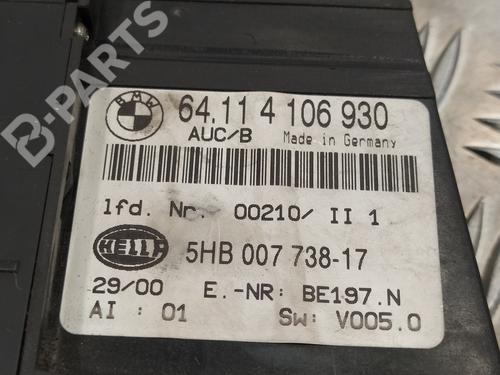 B-PARTS
BMW
64.11 4 106 930
AUC/B Made in Germany
lfd. Nr. 00210/ II 1
HELLA 5HB 007 738-17
29/00 E.-NR: BE197.N
AI : 01 Sw: V005.0